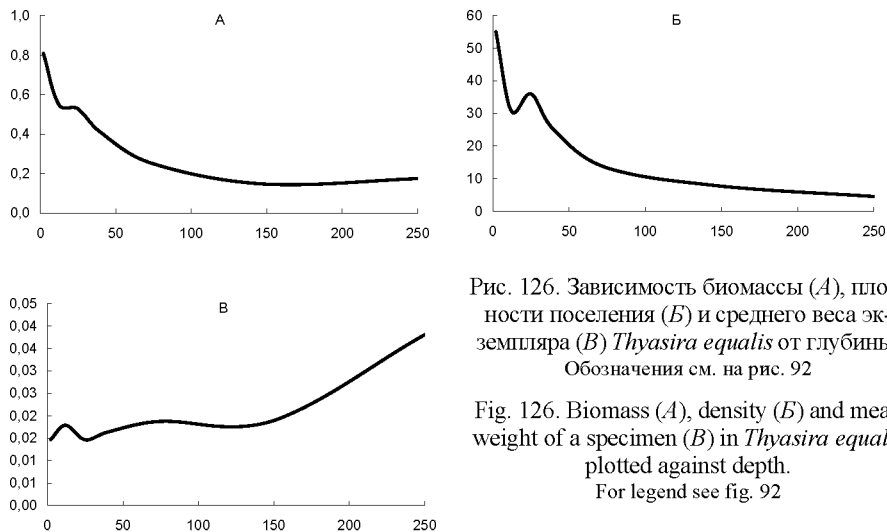 А
1,0
0,8
0,6
0,4
0,2
0,0
0 50 100 150 200 250
Б
60
50
40
30
20
10
0
0 50 100 150 200 250
В
0,05
0,04
0,04
0,03
0,03
0,02
0,02
0,01
0,01
0,00
0 50 100 150 200 250
Рис. 126. Зависимость биомассы (А), плот-
ности поселения (Б) и среднего веса эк-
земпляра (В) Thyasira equalis от глубины
Обозначения см. на рис. 92
Fig. 126. Biomass (А), density (Б) and mea
weight of a specimen (В) in Thyasira equal
plotted against depth.
For legend see fig. 92